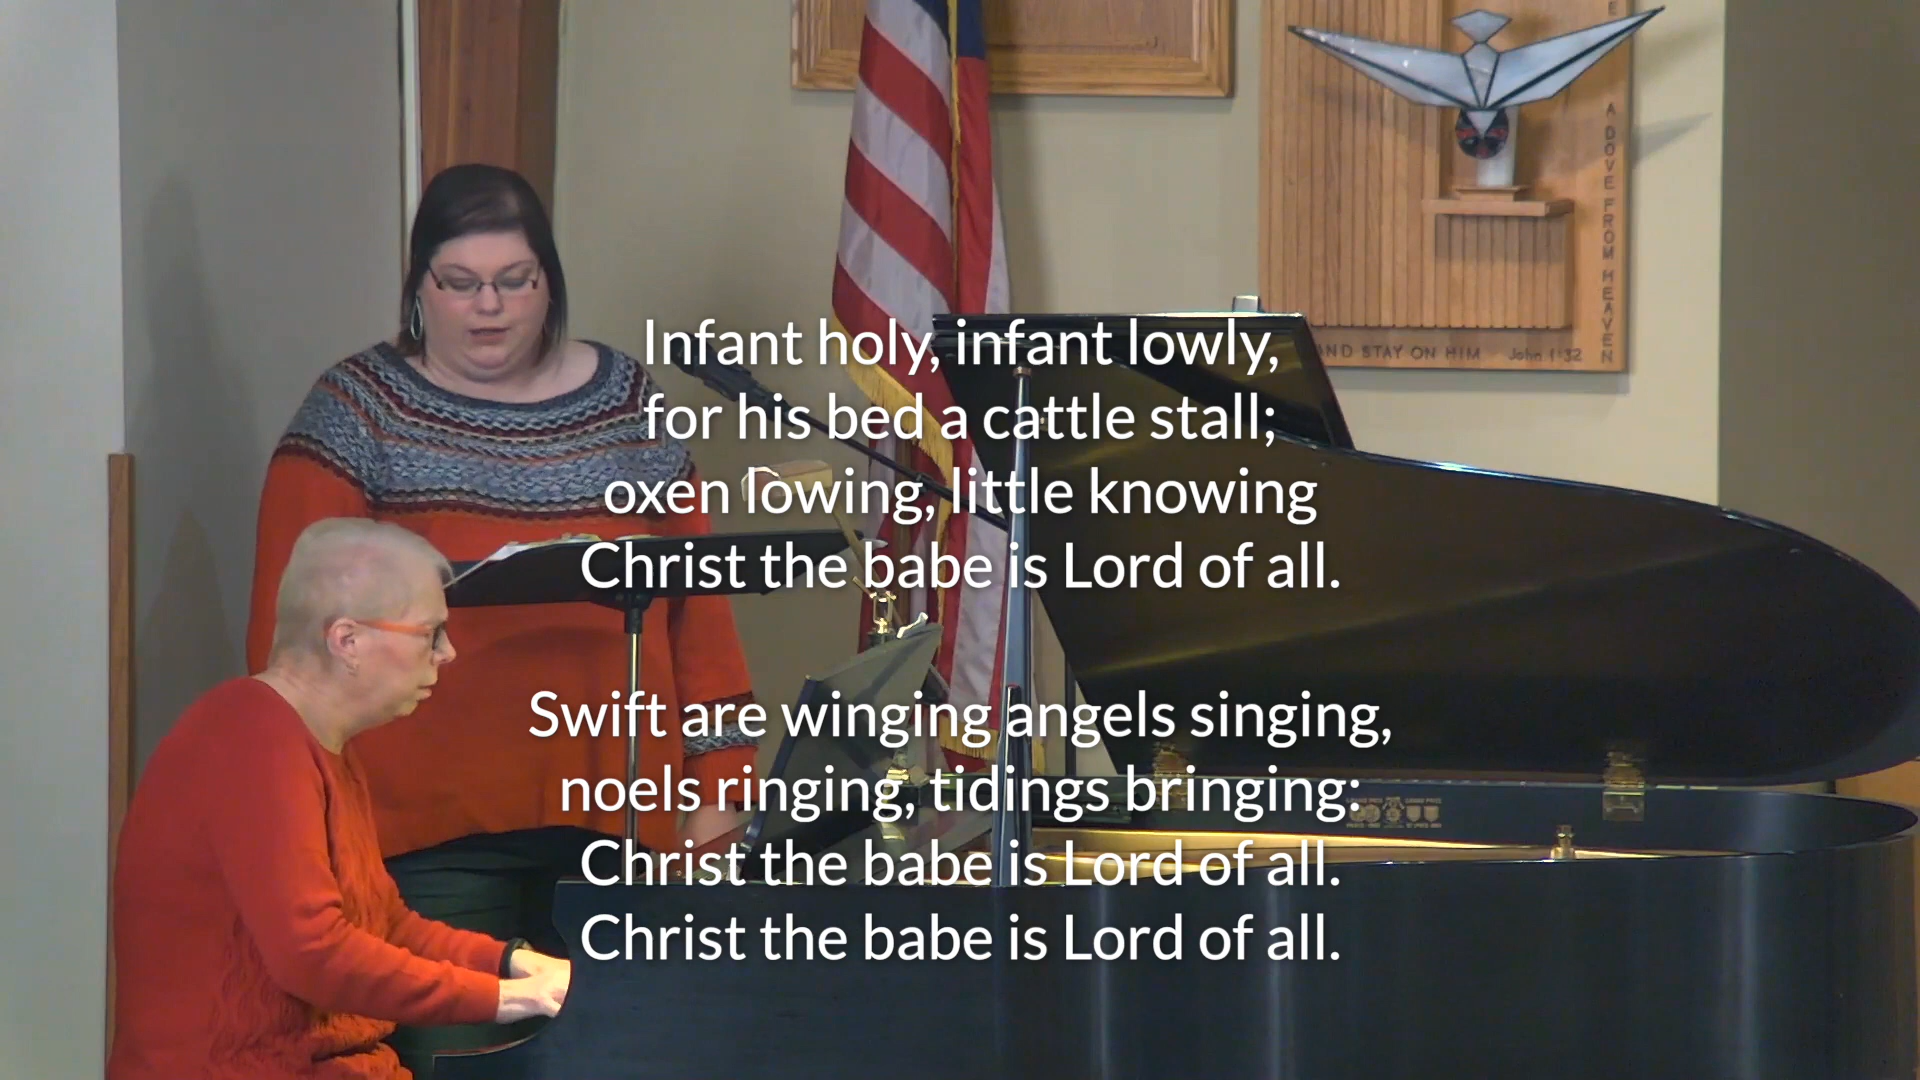 E A DOVE FROM HEAVEN
AND STAY ON HIM John 1:32
Infant holy, infant lowly,
for his bed a cattle stall;
oxen lowing, little knowing
Christ the babe is Lord of all.
Swift are winging angels singing,
noels ringing, tidings bringing:
Christ the babe is Lord of all.
Christ the babe is Lord of all.